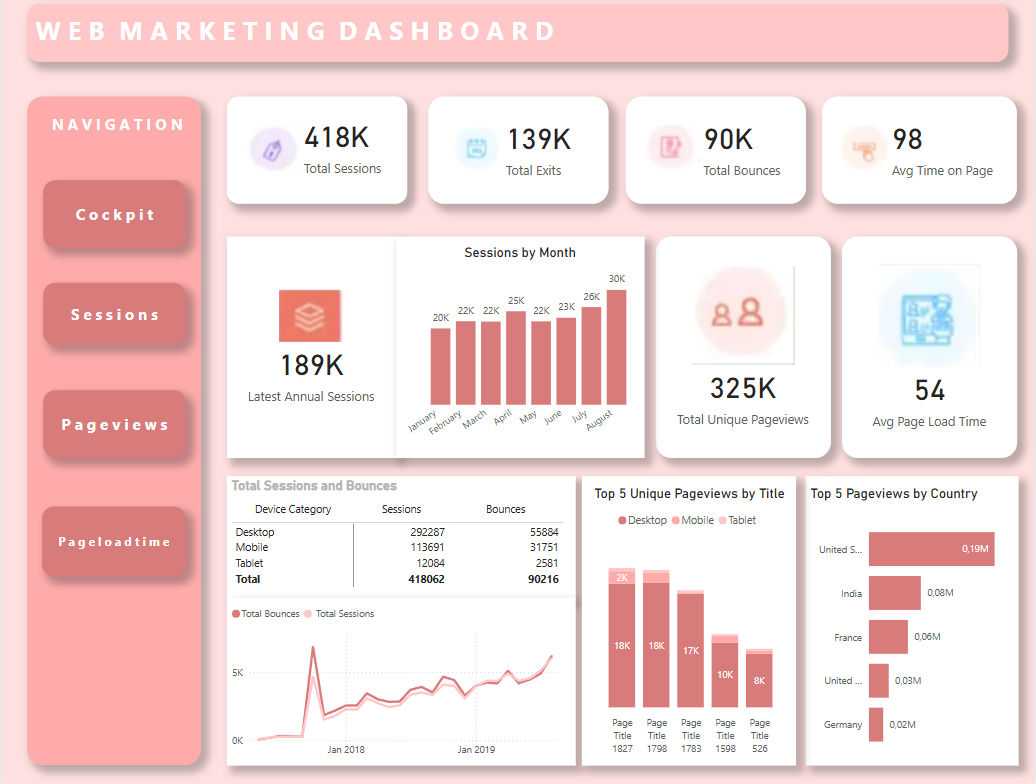 WEB MARKETING DASHBOARD
NAVIGATION
Cockpit
Sessions
Pageviews
Pageloadtime
418K
Total Sessions
139K
Total Exits
90K
Total Bounces
98
Avg Time on Page
189K
Latest Annual Sessions
Sessions by Month
20K 22K 22K 25K 22K 23K 26K 30K
January February March April May June July August
325K
Total Unique Pageviews
54
Avg Page Load Time
Total Sessions and Bounces
Device Category Sessions Bounces
Desktop 292287 55884
Mobile 113691 31751
Tablet 12084 2581
Total 418062 90216
Total Bounces Total Sessions
5K
0K
Jan 2018 Jan 2019
Top 5 Unique Pageviews by Title
Desktop Mobile Tablet
2K
18K 18K 17K 10K 8K
Page Page Page Page Page
Title Title Title Title Title
1827 1798 1783 1598 526
Top 5 Pageviews by Country
United S... 0,19M
India 0,08M
France 0,06M
United ... 0,03M
Germany 0,02M